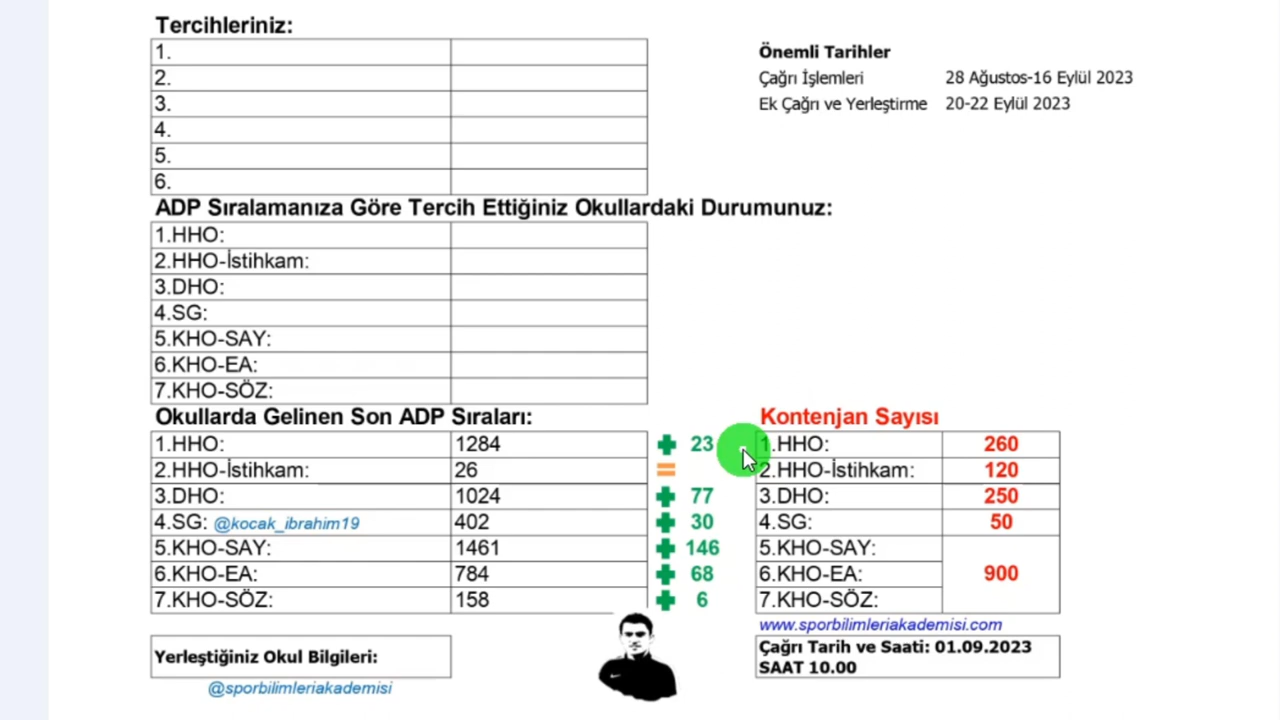 Tercihleriniz:
1.
2.
3.
4.
5.
6.
Önemli Tarihler
Çağrı İşlemleri 28 Ağustos-16 Eylül 2023
Ek Çağrı ve Yerleştirme 20-22 Eylül 2023
ADP Sıralamanıza Göre Tercih Ettiğiniz Okullardaki Durumunuz:
1.HHO:
2.HHO-İstihkam:
3.DHO:
4.SG:
5.KHO-SAY:
6.KHO-EA:
7.KHO-SÖZ:
Okullarda Gelinen Son ADP Sıraları:
1.HHO: 1284 + 23
2.HHO-İstihkam: 26 =
3.DHO: 1024 + 77
4.SG: @kocak_ibrahim19 402 + 30
5.KHO-SAY: 1461 + 146
6.KHO-EA: 784 + 68
7.KHO-SÖZ: 158 + 6
Kontenjan Sayısı
1.HHO: 260
2.HHO-İstihkam: 120
3.DHO: 250
4.SG: 50
5.KHO-SAY:
6.KHO-EA: 900
7.KHO-SÖZ:
www.sporbilimleriakademisi.com
Yerleştiğiniz Okul Bilgileri:
@sporbilimleriakademisi
Çağrı Tarih ve Saati: 01.09.2023
SAAT 10.00